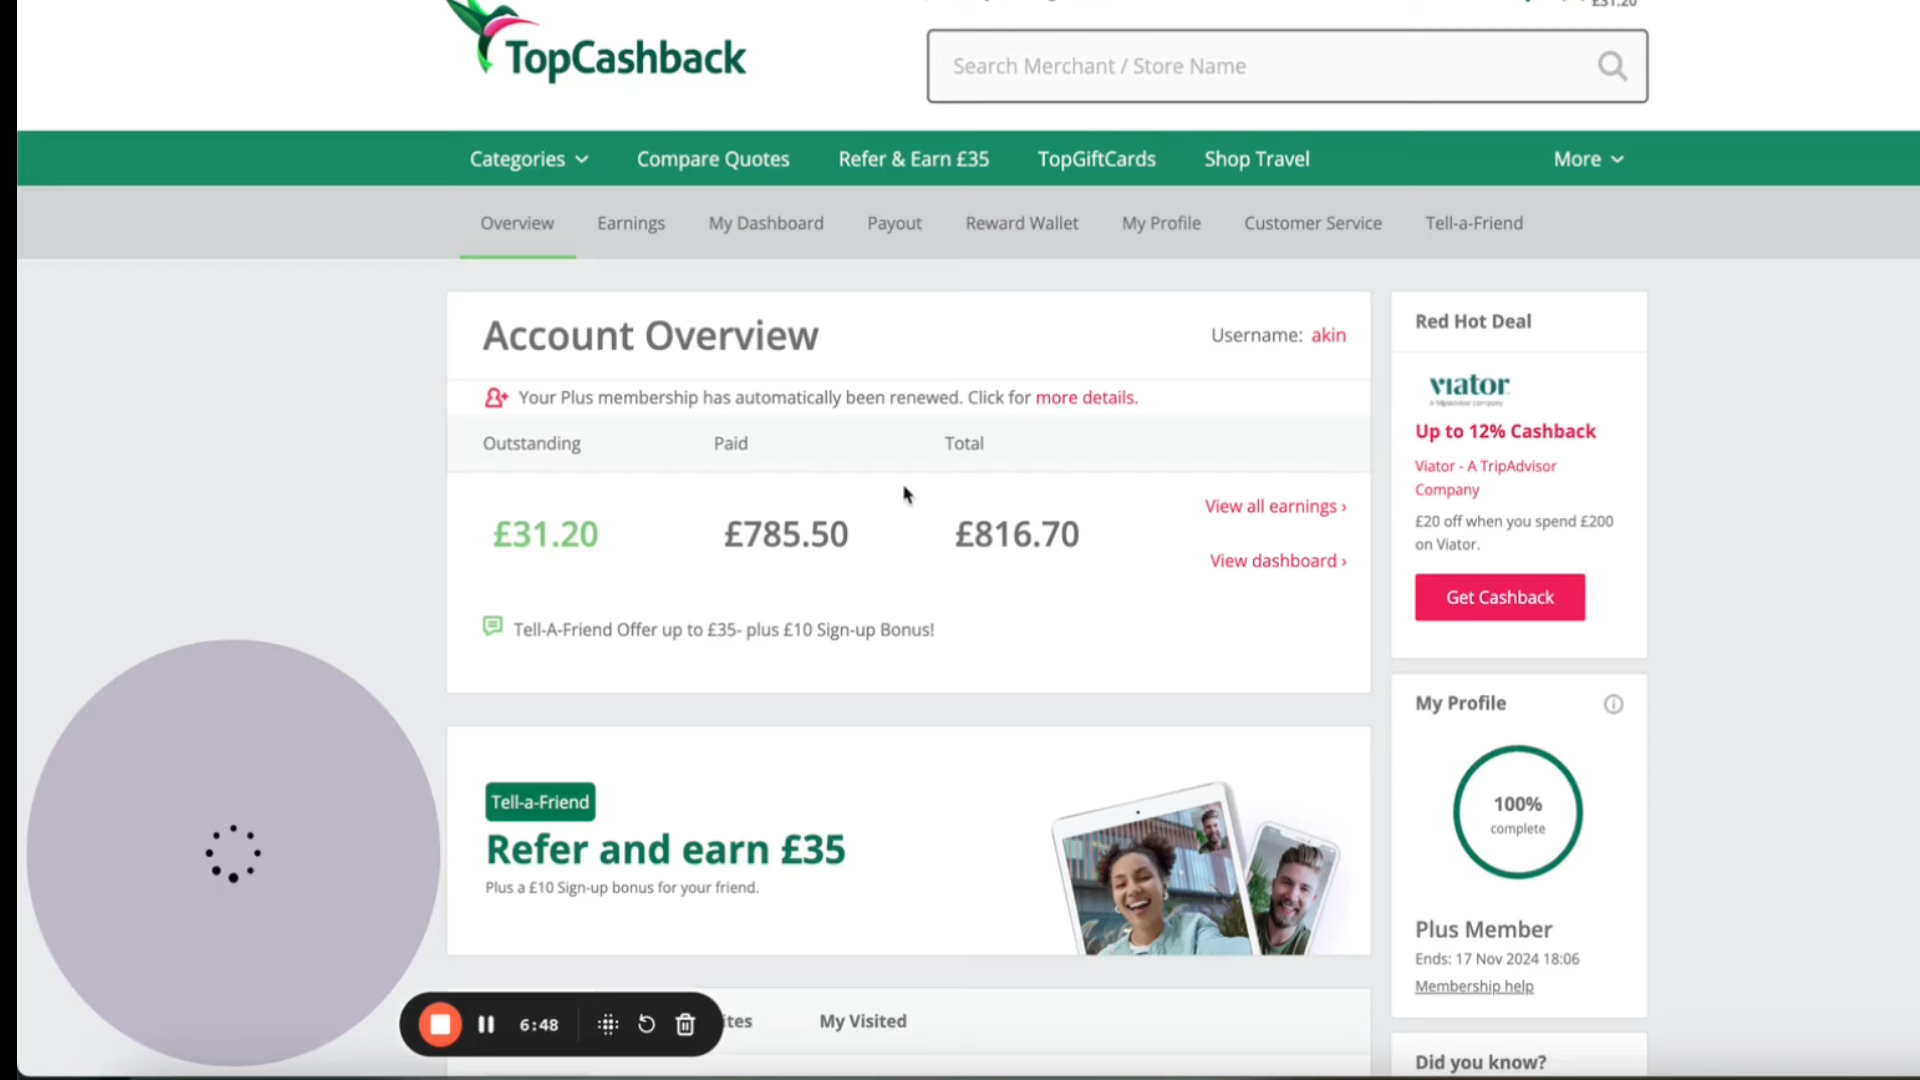 £31.20
TopCashback
Search Merchant / Store Name
Categories
Compare Quotes
Refer & Earn £35
TopGiftCards
Shop Travel
More
Overview
Earnings
My Dashboard
Payout
Reward Wallet
My Profile
Customer Service
Tell-a-Friend
Account Overview
Username: akin
Your Plus membership has automatically been renewed. Click for more details.
Outstanding
Paid
Total
£31.20
£785.50
£816.70
View all earnings ›
View dashboard ›
Tell-A-Friend Offer up to £35- plus £10 Sign-up Bonus!
Tell-a-Friend
Refer and earn £35
Plus a £10 Sign-up bonus for your friend.
6:48
ites
My Visited
Red Hot Deal
viator
A Tripadvisor company
Up to 12% Cashback
Viator - A TripAdvisor
Company
£20 off when you spend £200
on Viator.
Get Cashback
My Profile
100%
complete
Plus Member
Ends: 17 Nov 2024 18:06
Membership help
Did you know?